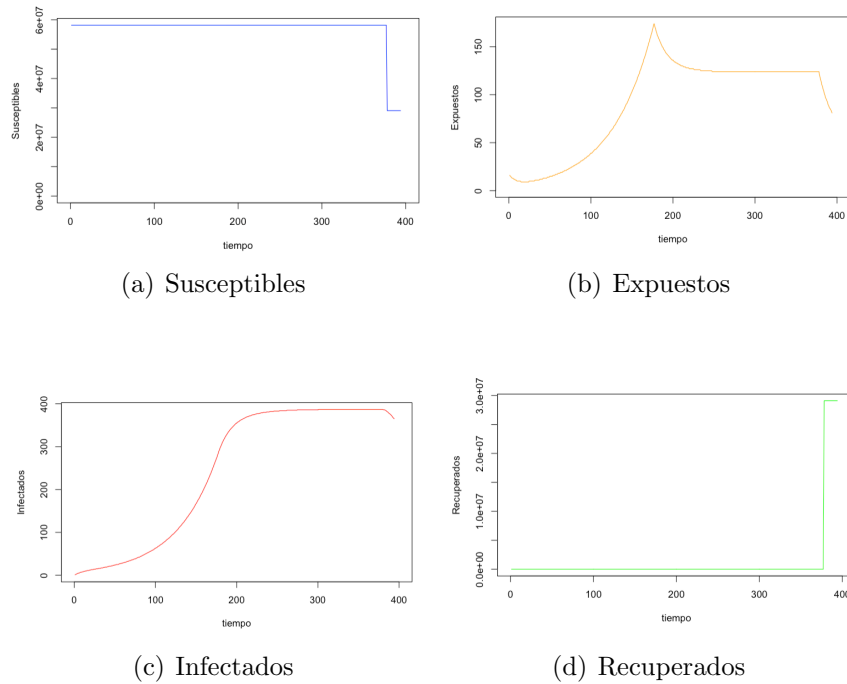 Susceptibles
0e+00 2e+07 4e+07 6e+07
0 100 200 300 400
tiempo
(a) Susceptibles
Expuestos
0 50 100 150
0 100 200 300 400
tiempo
(b) Expuestos
Infectados
0 100 200 300 400
0 100 200 300 400
tiempo
(c) Infectados
Recuperados
0.0e+00 1.0e+07 2.0e+07 3.0e+07
0 100 200 300 400
tiempo
(d) Recuperados